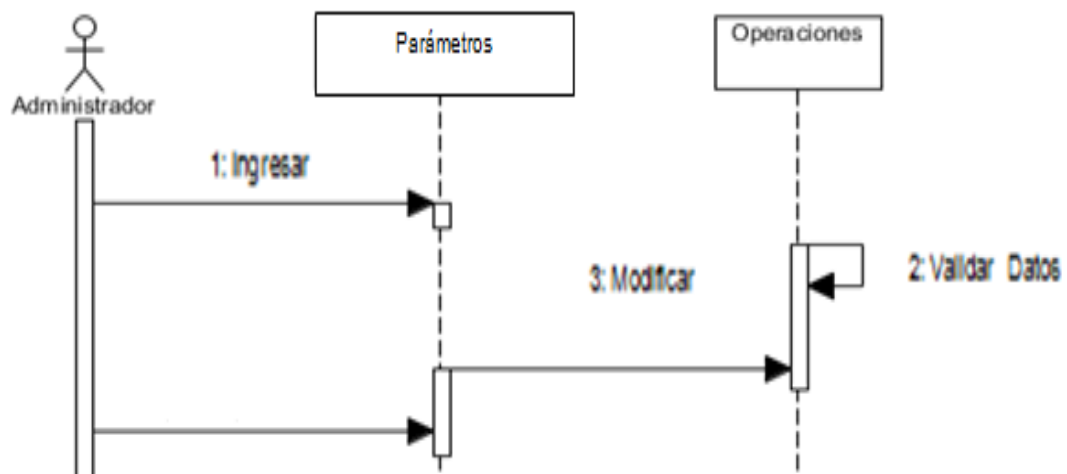 Parámetros
Operaciones
Administrador
1: Ingresar
3: Modificar
2: Validar Datos